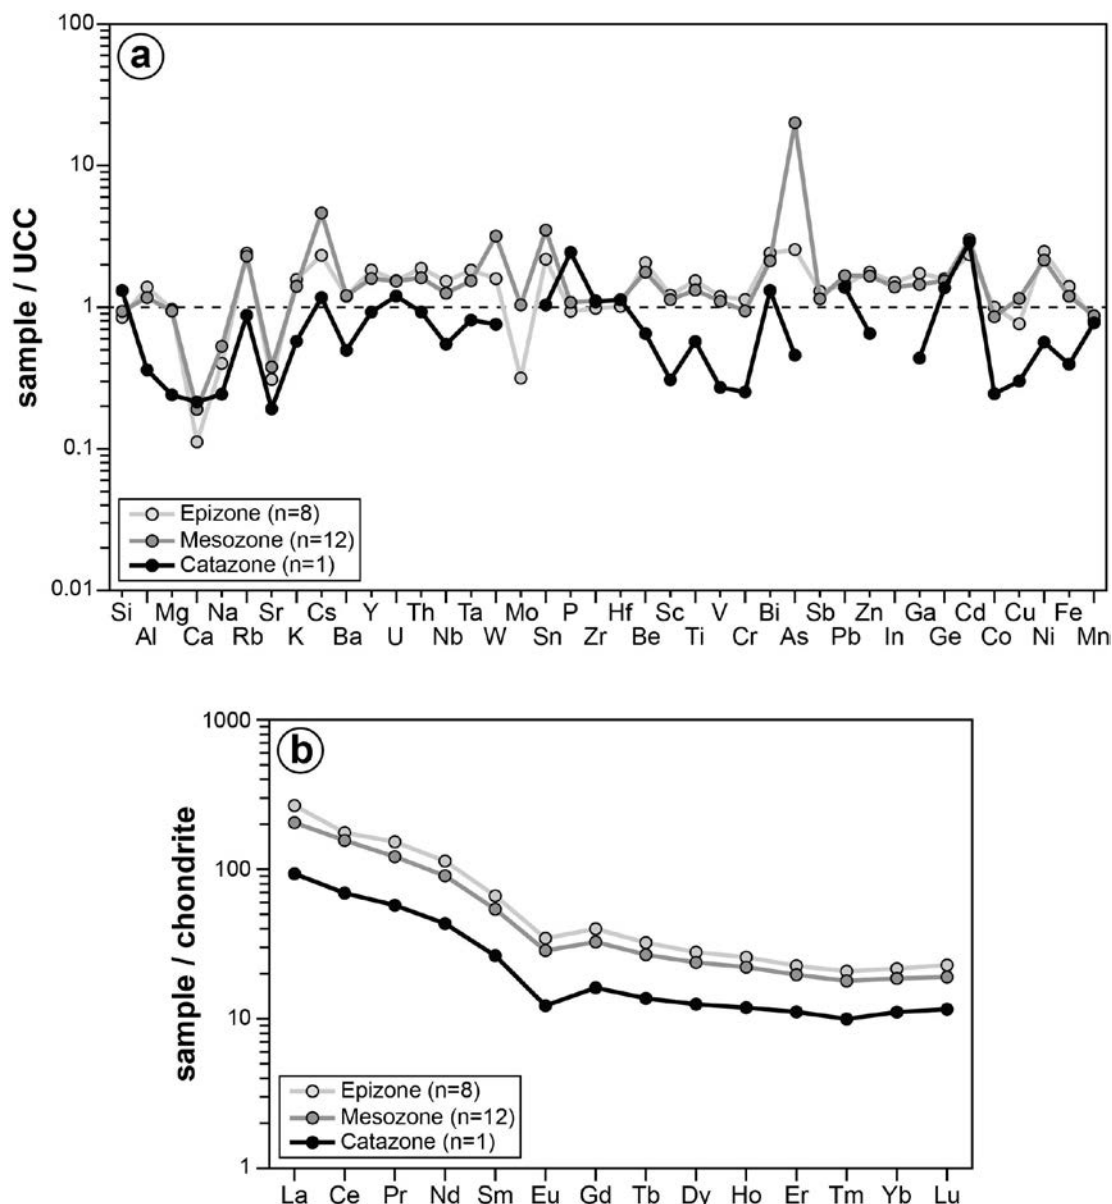 100
a
10
sample / UCC
1
0.1
Epizone (n=8)
Mesozone (n=12)
Catazone (n=1)
0.01
Si Mg Na Sr Cs Y Th Ta Mo P Hf Sc V Bi Sb Zn Ga Cd Cu Fe
Al Ca Rb K Ba U Nb W Sn Zr Be Ti Cr As Pb In Ge Co Ni Mn
1000
b
100
sample / chondrite
10
Epizone (n=8)
Mesozone (n=12)
Catazone (n=1)
1
La Ce Pr Nd Sm Eu Gd Tb Dy Ho Er Tm Yb Lu